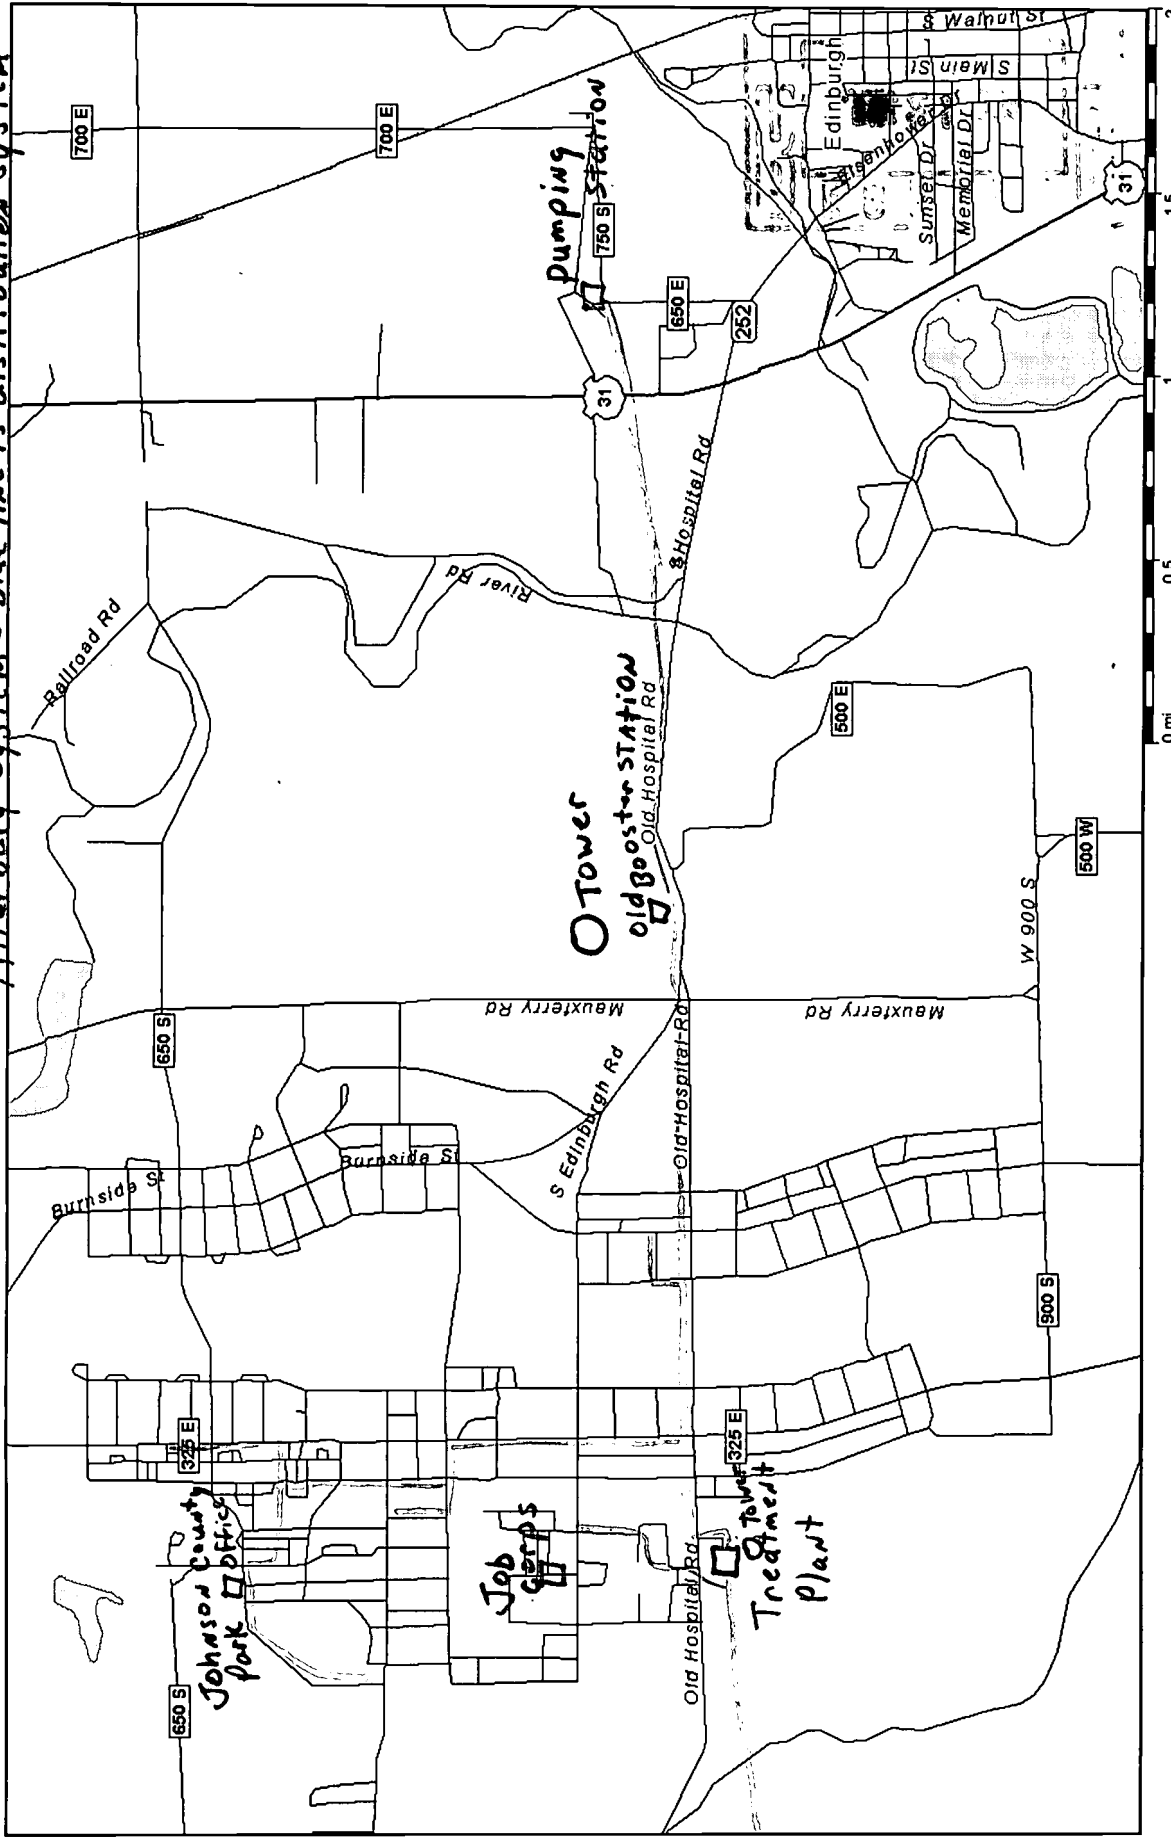 700 E
700 E
S Walnut St
S Main St
Edinburgh
Eisenhower
Sunset Dr
Memorial Dr
31
Pumping
Station
750 S
650 E
252
31
Railroad Rd
River Rd
S Hospital Rd
O Tower
Old Booster STATION
Old Hospital Rd
500 E
500 W
W 900 S
650 S
Mauxferry Rd
Mauxferry Rd
S Edinburgh Rd
Old Hospital Rd
Burnside St
Burnside St
900 S
325 E
325 E
Johnson County
Park Office
Job
Corps
Tower
Treatment
Plant
Old Hospital Rd
650 S
0 mi
0.5
1
1.5
2